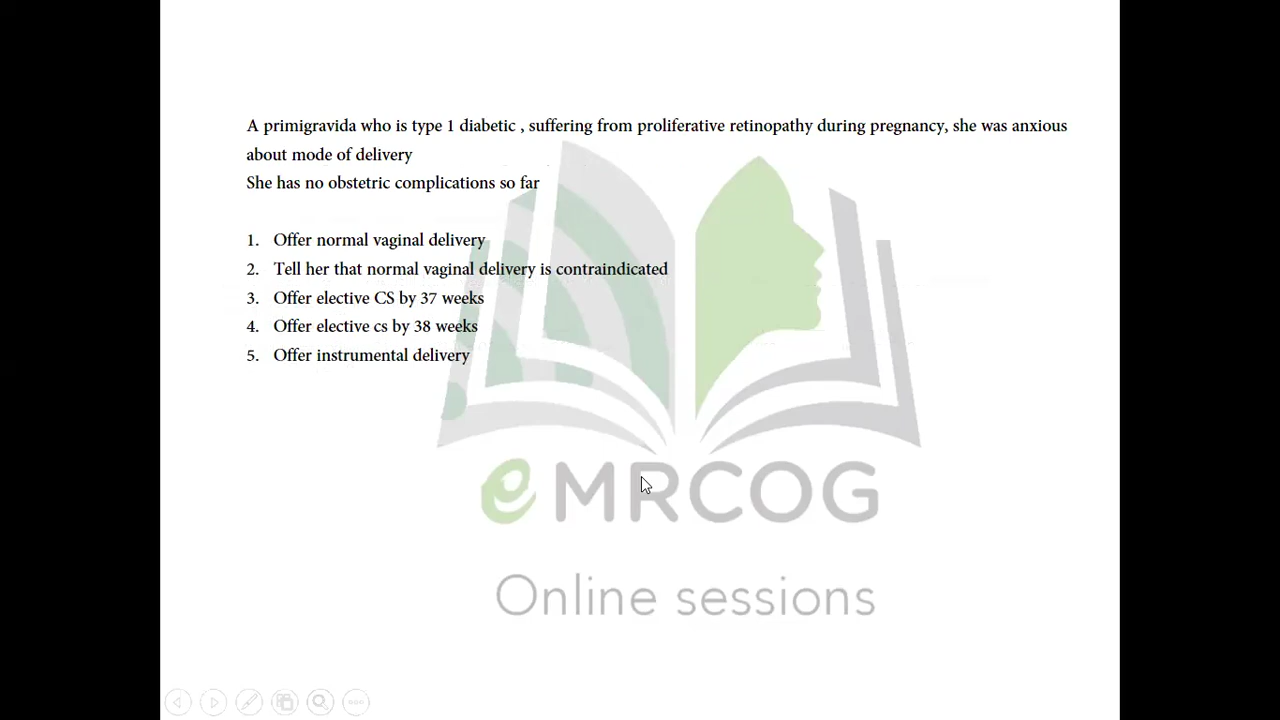 A primigravida who is type 1 diabetic , suffering from proliferative retinopathy during pregnancy, she was anxious
about mode of delivery
She has no obstetric complications so far
1. Offer normal vaginal delivery
2. Tell her that normal vaginal delivery is contraindicated
3. Offer elective CS by 37 weeks
4. Offer elective cs by 38 weeks
5. Offer instrumental delivery
eMRCOG
Online sessions